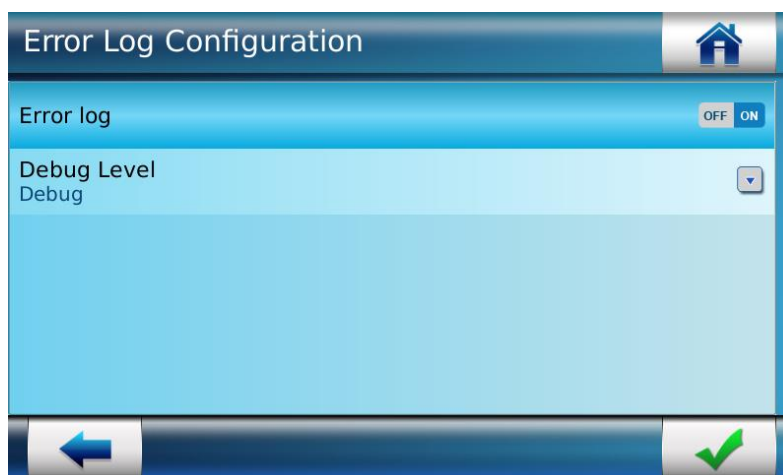 Error Log Configuration
Error log
OFF ON
Debug Level
Debug